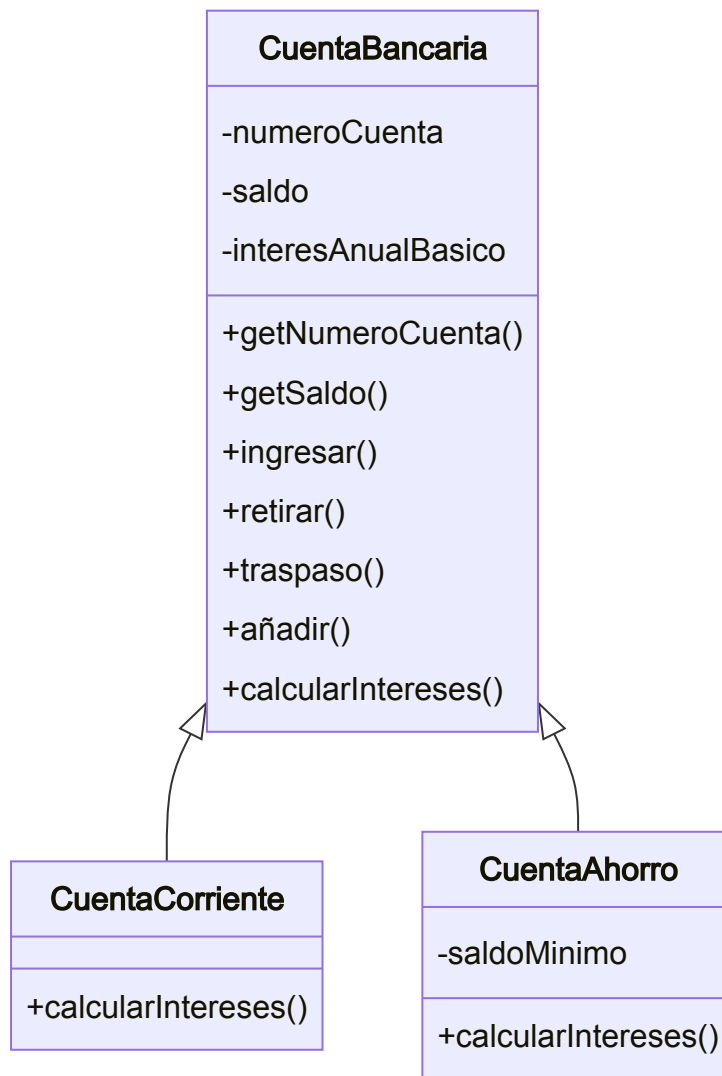 CuentaBancaria
-numeroCuenta
-saldo
-interesAnualBasico
+getNumeroCuenta()
+getSaldo()
+ingresar()
+retirar()
+traspaso()
+añadir()
+calcularIntereses()
CuentaCorriente
+calcularIntereses()
CuentaAhorro
-saldoMinimo
+calcularIntereses()